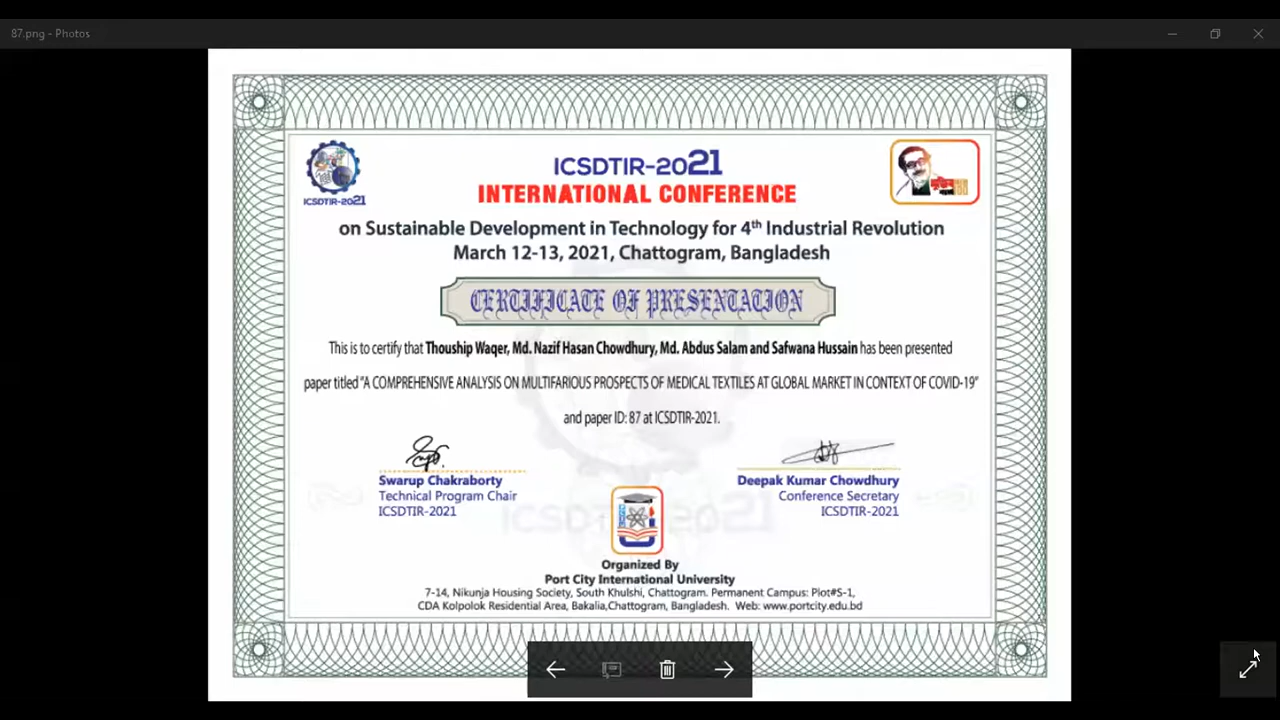 87.png - Photos
ICSDTIR-2021
ICSDTIR-2021
INTERNATIONAL CONFERENCE
on Sustainable Development in Technology for 4th Industrial Revolution
March 12-13, 2021, Chattogram, Bangladesh
CERTIFICATE OF PRESENTATION
This is to certify that Thouship Waqer, Md. Nazif Hasan Chowdhury, Md. Abdus Salam and Safwana Hussain has been presented
paper titled "A COMPREHENSIVE ANALYSIS ON MULTIFARIOUS PROSPECTS OF MEDICAL TEXTILES AT GLOBAL MARKET IN CONTEXT OF COVID-19"
and paper ID: 87 at ICSDTIR-2021.
Swarup Chakraborty
Technical Program Chair
ICSDTIR-2021
Deepak Kumar Chowdhury
Conference Secretary
ICSDTIR-2021
ICSDTIR-2021
Organized By
Port City International University
7-14, Nikunja Housing Society, South Khulshi, Chattogram. Permanent Campus: Plot#S-1,
CDA Kolpolok Residential Area, Bakalia,Chattogram, Bangladesh. Web: www.portcity.edu.bd